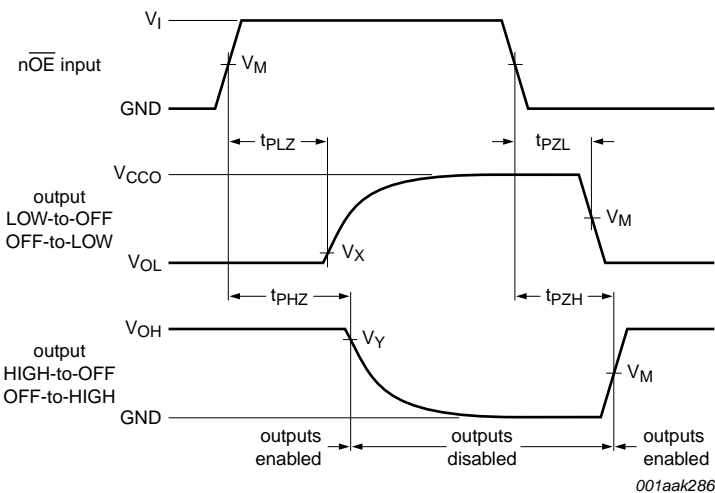 V_I
nOE input
V_M
GND
t_PLZ
t_PZL
V_CCO
output
LOW-to-OFF
OFF-to-LOW
V_M
V_X
V_OL
t_PHZ
t_PZH
V_OH
V_Y
output
HIGH-to-OFF
OFF-to-HIGH
V_M
GND
outputs
enabled
outputs
disabled
outputs
enabled
001aak286